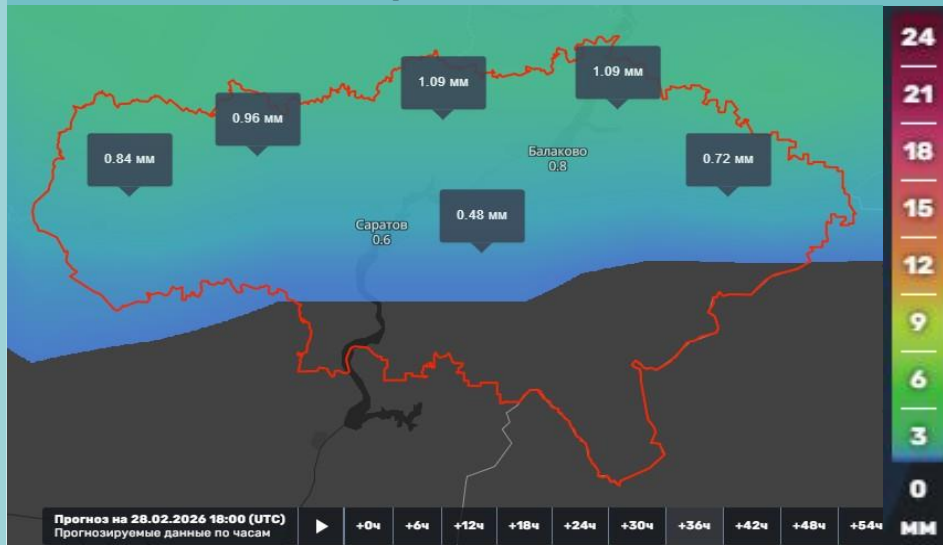 1.09 мм
1.09 мм
0.96 мм
0.84 мм
0.72 мм
Балаково
0.8
0.48 мм
Саратов
0.6
24
21
18
15
12
9
6
3
0
мм
Прогноз на 28.02.2026 18:00 (UTC)
Прогнозируемые данные по часам
+0ч +6ч +12ч +18ч +24ч +30ч +36ч +42ч +48ч +54ч